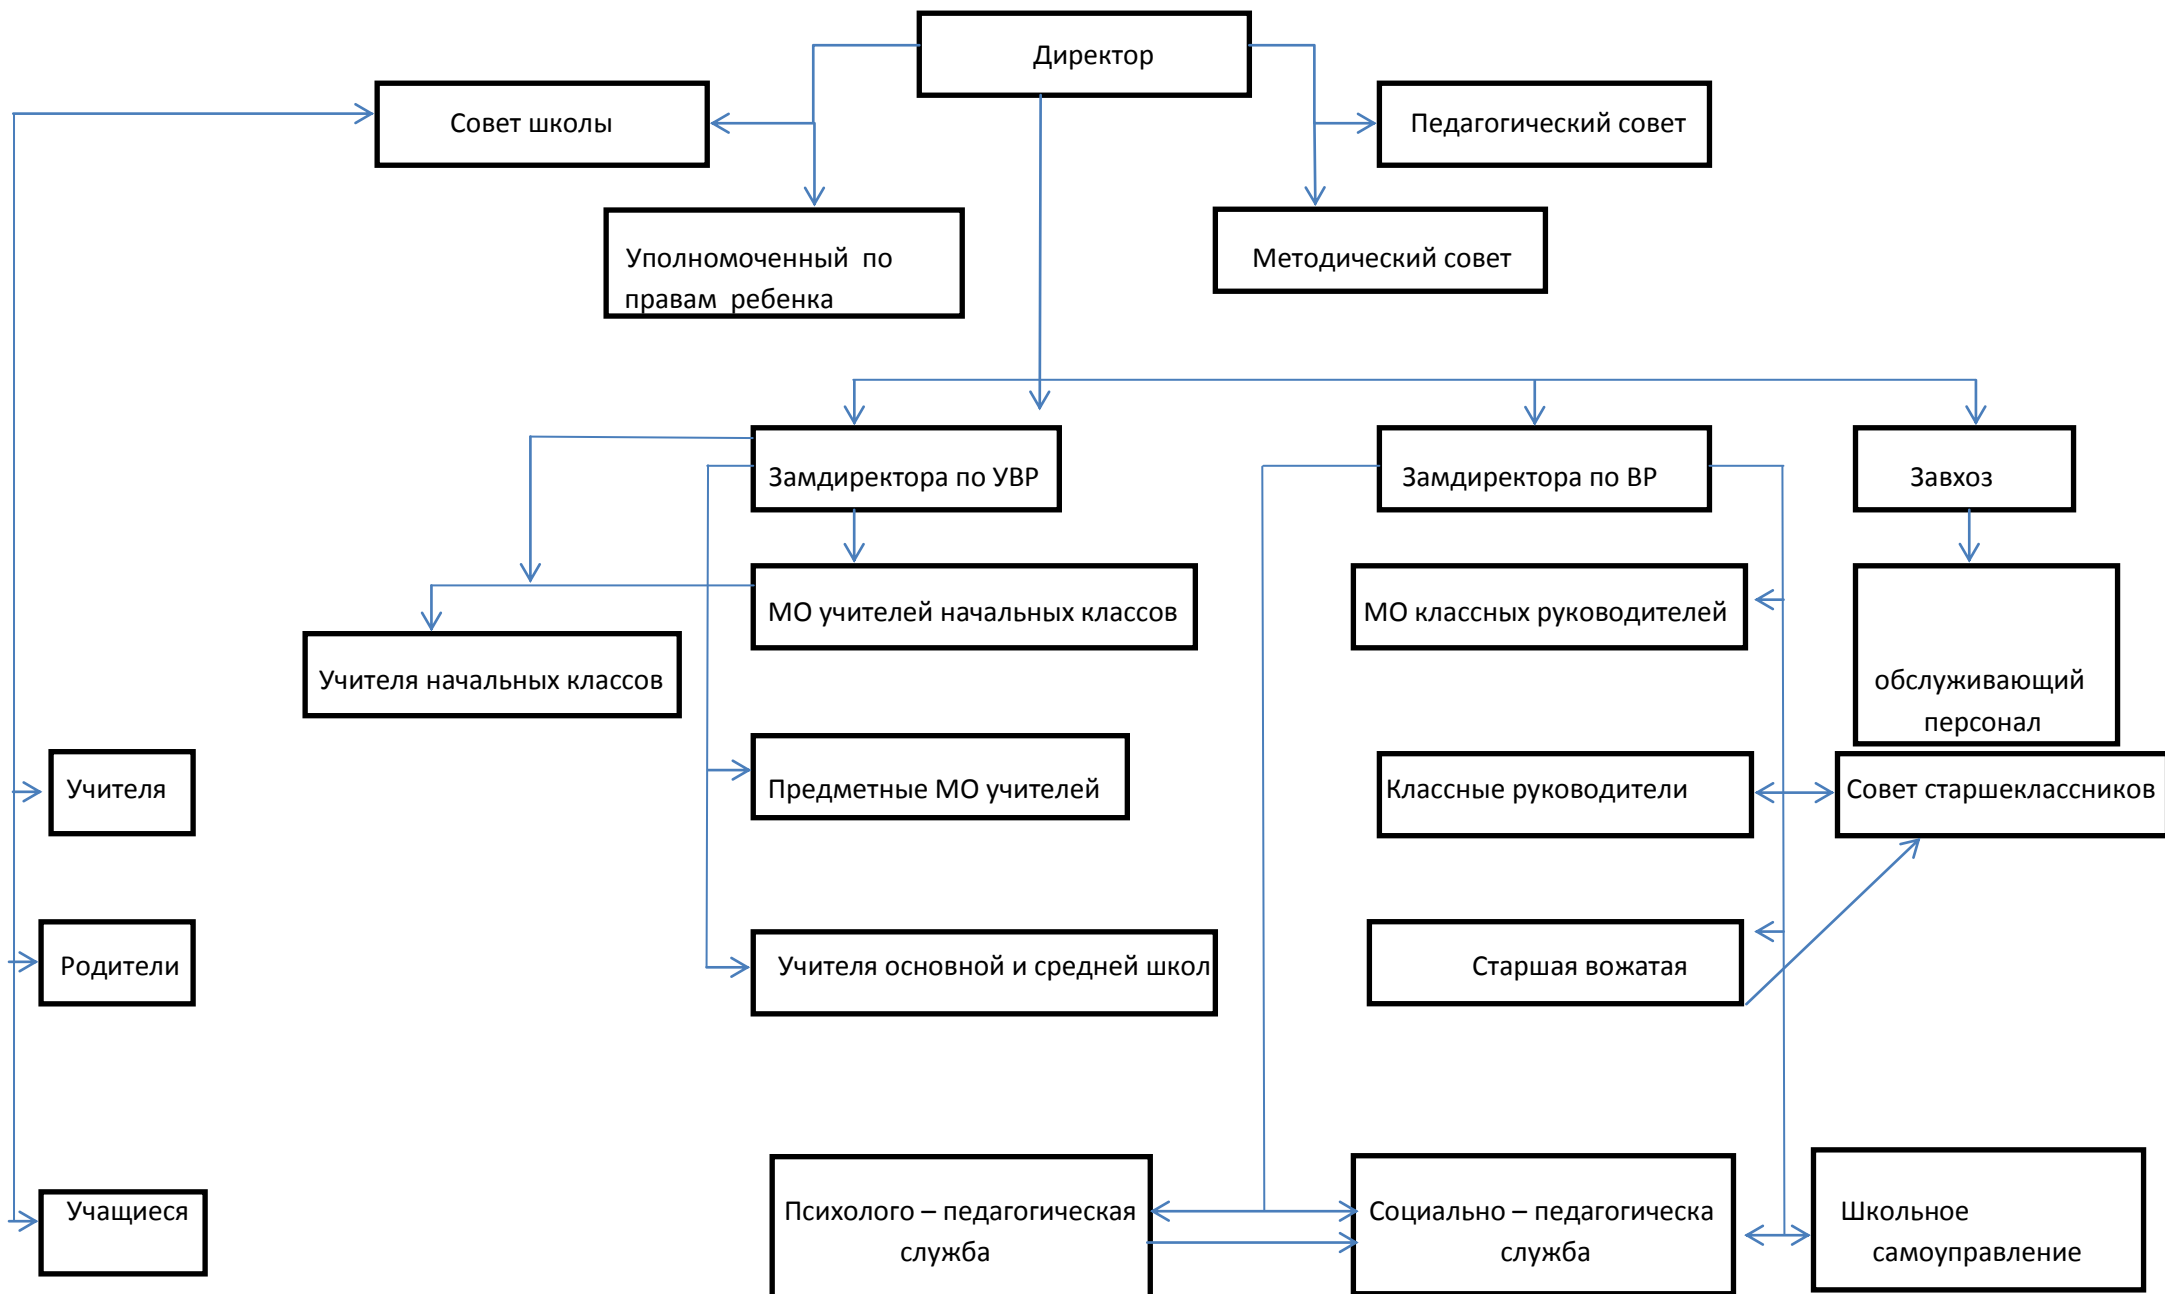 Директор
Совет школы
Педагогический совет
Уполномоченный по
правам ребенка
Методический совет
Замдиректора по УВР
Замдиректора по ВР
Завхоз
МО учителей начальных классов
МО классных руководителей
обслуживающий
персонал
Учителя начальных классов
Учителя
Предметные МО учителей
Классные руководители
Совет старшеклассников
Родители
Учителя основной и средней школ
Старшая вожатая
Учащиеся
Психолого – педагогическая
служба
Социально – педагогическа
служба
Школьное
самоуправление